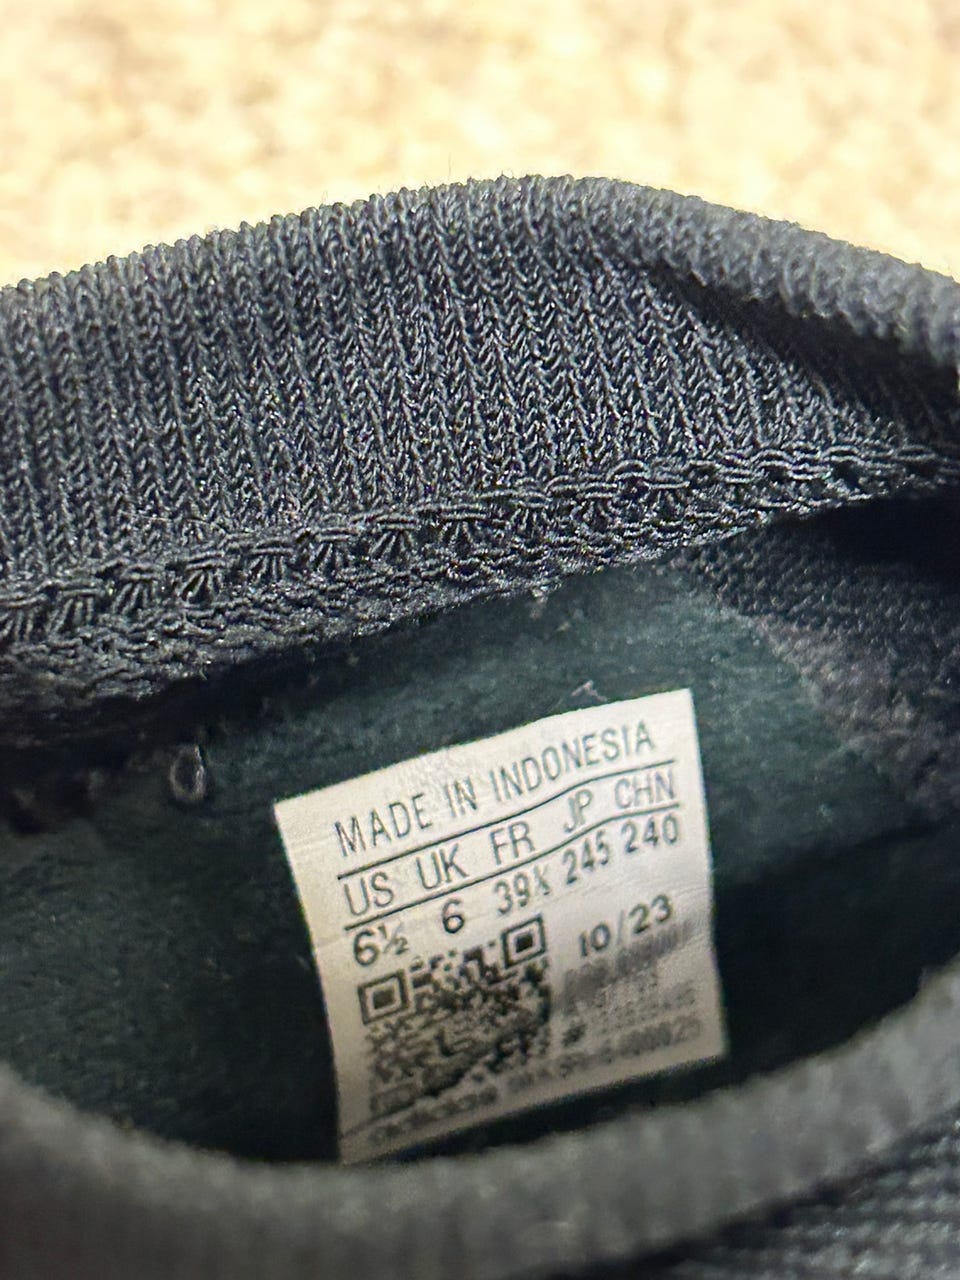 MADE IN INDONESIA
US UK FR JP CHN
6½ 6 39⅓ 245 240
10/23